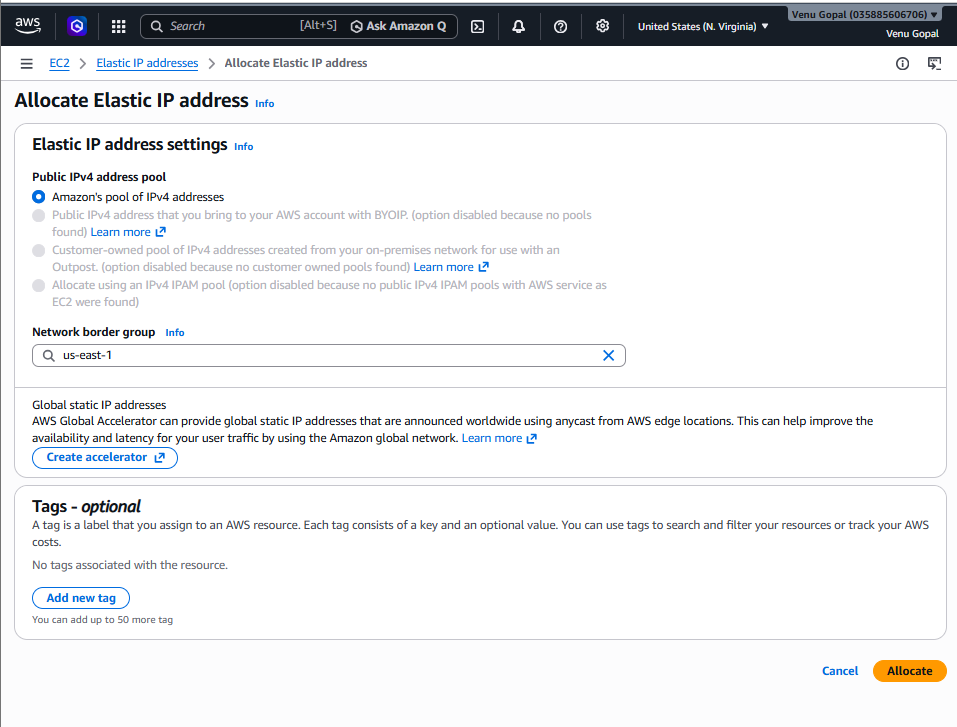 aws
Search
[Alt+S]
Ask Amazon Q
United States (N. Virginia) ▼
Venu Gopal (035885606706) ▼
Venu Gopal
EC2 > Elastic IP addresses > Allocate Elastic IP address
Allocate Elastic IP address Info
Elastic IP address settings Info
Public IPv4 address pool
Amazon's pool of IPv4 addresses
Public IPv4 address that you bring to your AWS account with BYOIP. (option disabled because no pools
found) Learn more
Customer-owned pool of IPv4 addresses created from your on-premises network for use with an
Outpost. (option disabled because no customer owned pools found) Learn more
Allocate using an IPv4 IPAM pool (option disabled because no public IPv4 IPAM pools with AWS service as
EC2 were found)
Network border group Info
us-east-1
Global static IP addresses
AWS Global Accelerator can provide global static IP addresses that are announced worldwide using anycast from AWS edge locations. This can help improve the
availability and latency for your user traffic by using the Amazon global network. Learn more
Create accelerator
Tags - optional
A tag is a label that you assign to an AWS resource. Each tag consists of a key and an optional value. You can use tags to search and filter your resources or track your AWS
costs.
No tags associated with the resource.
Add new tag
You can add up to 50 more tag
Cancel
Allocate